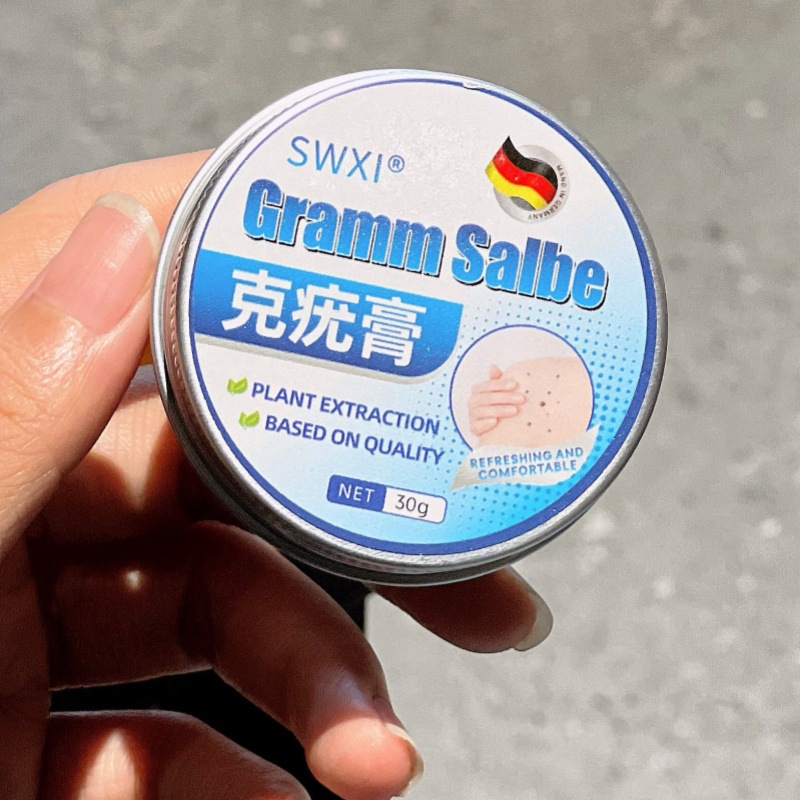 SWXI®
Gramm Salbe
克疣膏
PLANT EXTRACTION
BASED ON QUALITY
REFRESHING AND
COMFORTABLE
NET 30g